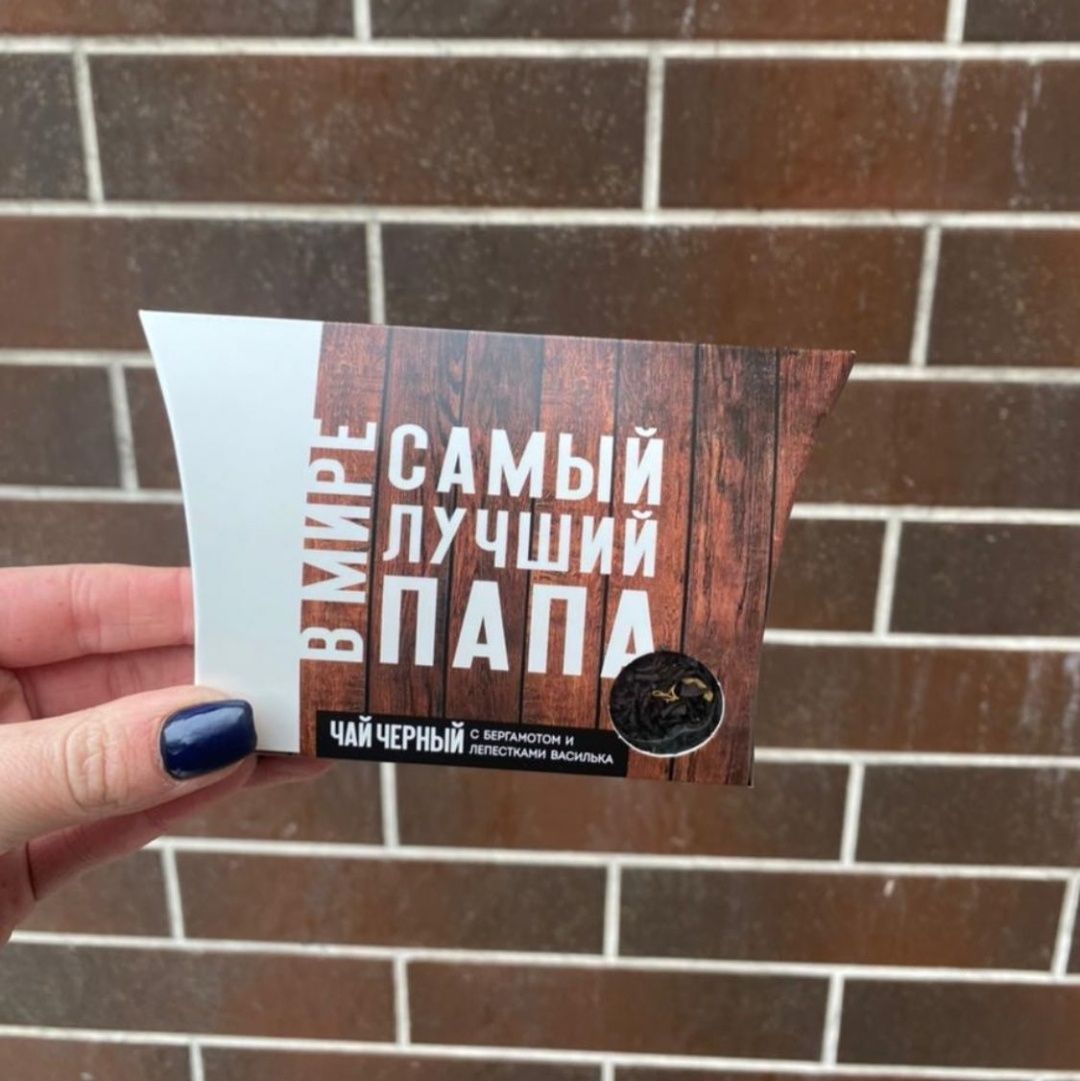 САМЫЙ
ЛУЧШИЙ
ПАПА
В МИРЕ
ЧАЙ ЧЕРНЫЙ
С БЕРГАМОТОМ И
ЛЕПЕСТКАМИ ВАСИЛЬКА